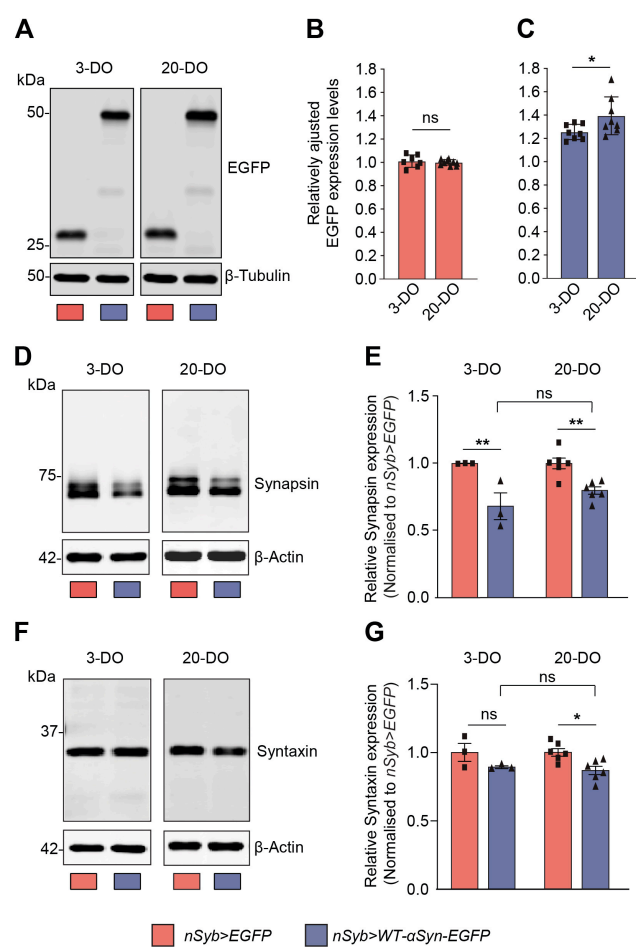 A
3-DO 20-DO
kDa
50-
EGFP
25-
50-
β-Tubulin
B
Relatively ajusted
EGFP expression levels
1.8
1.6
1.4
1.2
1.0
0.8
0.6
0.4
0.2
0.0
ns
3-DO
20-DO
C
1.8
1.6
1.4
1.2
1.0
0.8
0.6
0.4
0.2
0.0
*
3-DO
20-DO
D
3-DO 20-DO
kDa
75-
Synapsin
42-
β-Actin
E
3-DO 20-DO
Relative Synapsin expression
(Normalised to nSyb>EGFP)
1.5
1.0
0.5
0.0
ns
**
**
F
3-DO 20-DO
kDa
37-
Syntaxin
42-
β-Actin
G
3-DO 20-DO
Relative Syntaxin expression
(Normalised to nSyb>EGFP)
1.5
1.0
0.5
0.0
ns
ns
*
nSyb>EGFP nSyb>WT-αSyn-EGFP